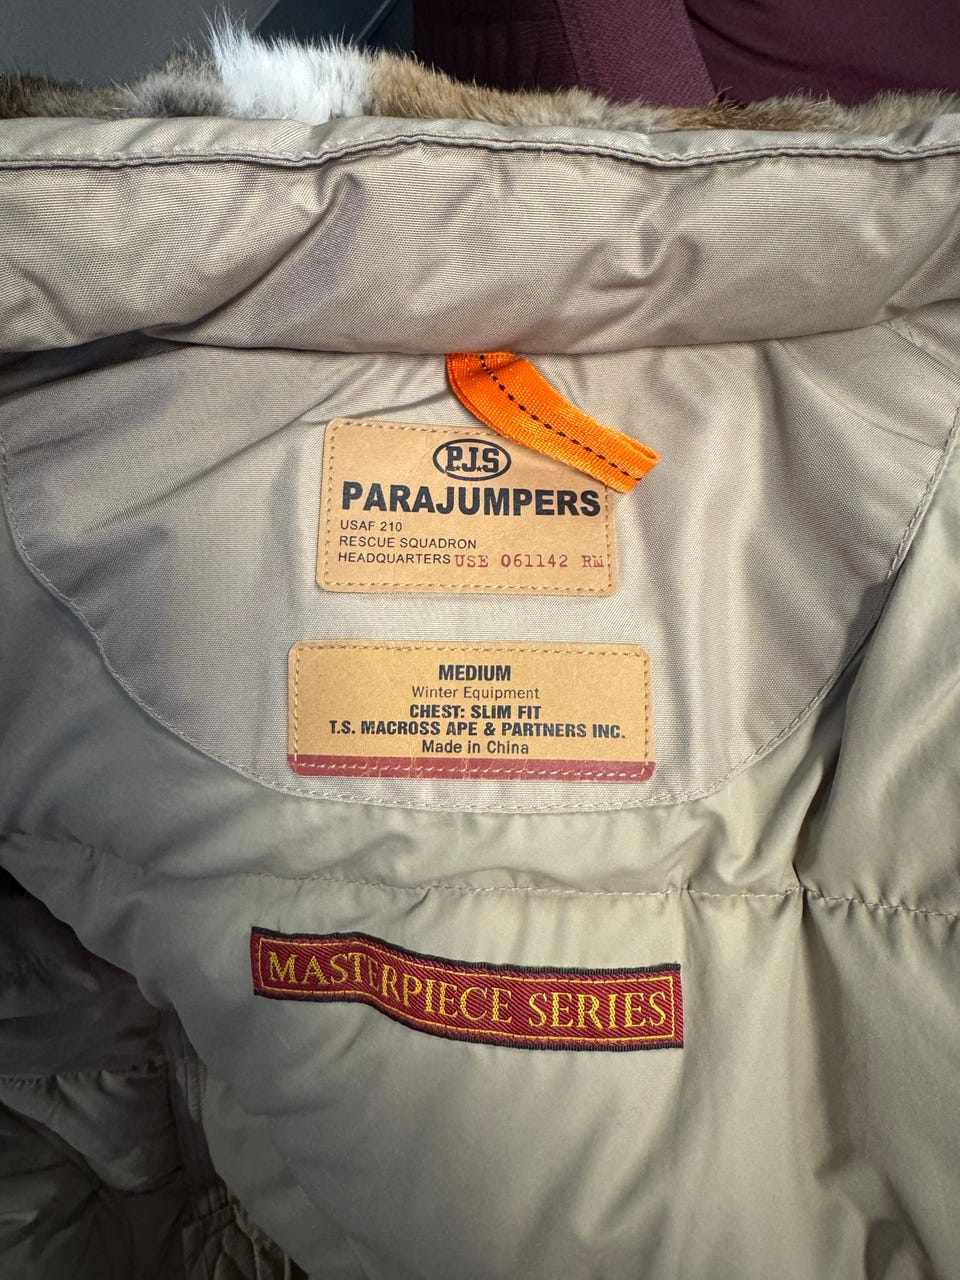 P.J.S
PARAJUMPERS
USAF 210
RESCUE SQUADRON
HEADQUARTERS USE 061142 RM
MEDIUM
Winter Equipment
CHEST: SLIM FIT
T.S. MACROSS APE & PARTNERS INC.
Made in China
MASTERPIECE SERIES